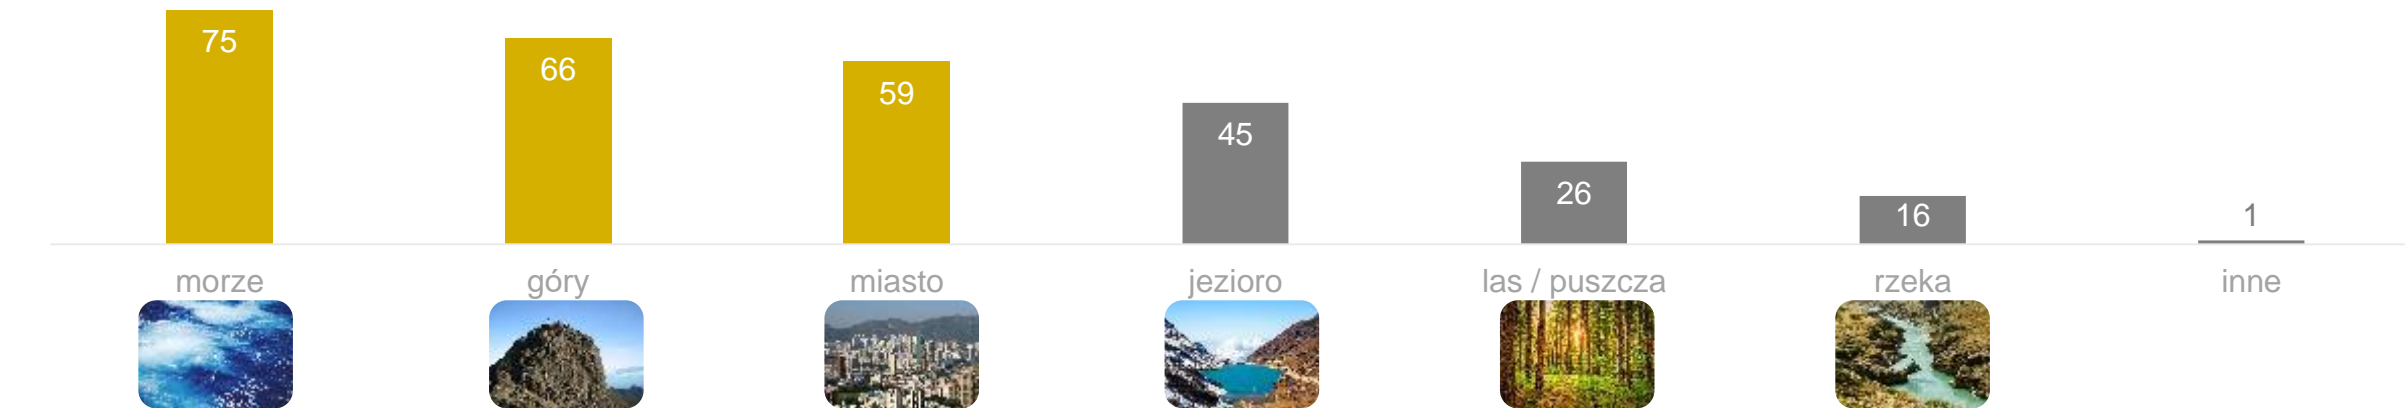 75
66
59
45
26
16
1
morze
góry
miasto
jezioro
las / puszcza
rzeka
inne